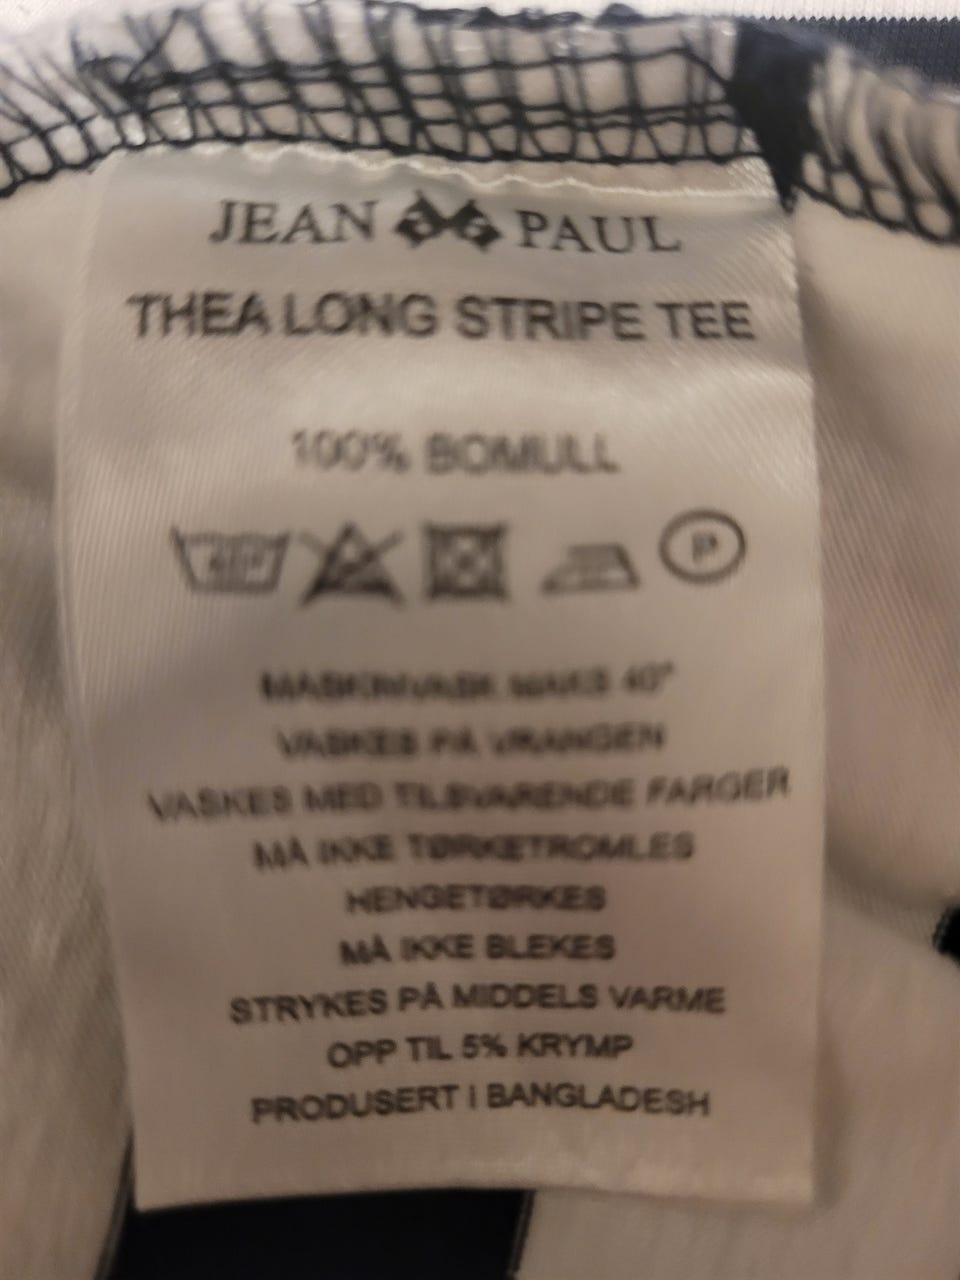 JEAN PAUL
THEA LONG STRIPE TEE
100% BOMULL
40°
P
MASKINVASK MAKS 40°
VASKES PÅ VRANGEN
VASKES MED TILSVARENDE FARGER
MÅ IKKE TØRKETROMLES
HENGETØRKES
MÅ IKKE BLEKES
STRYKES PÅ MIDDELS VARME
OPP TIL 5% KRYMP
PRODUSERT I BANGLADESH